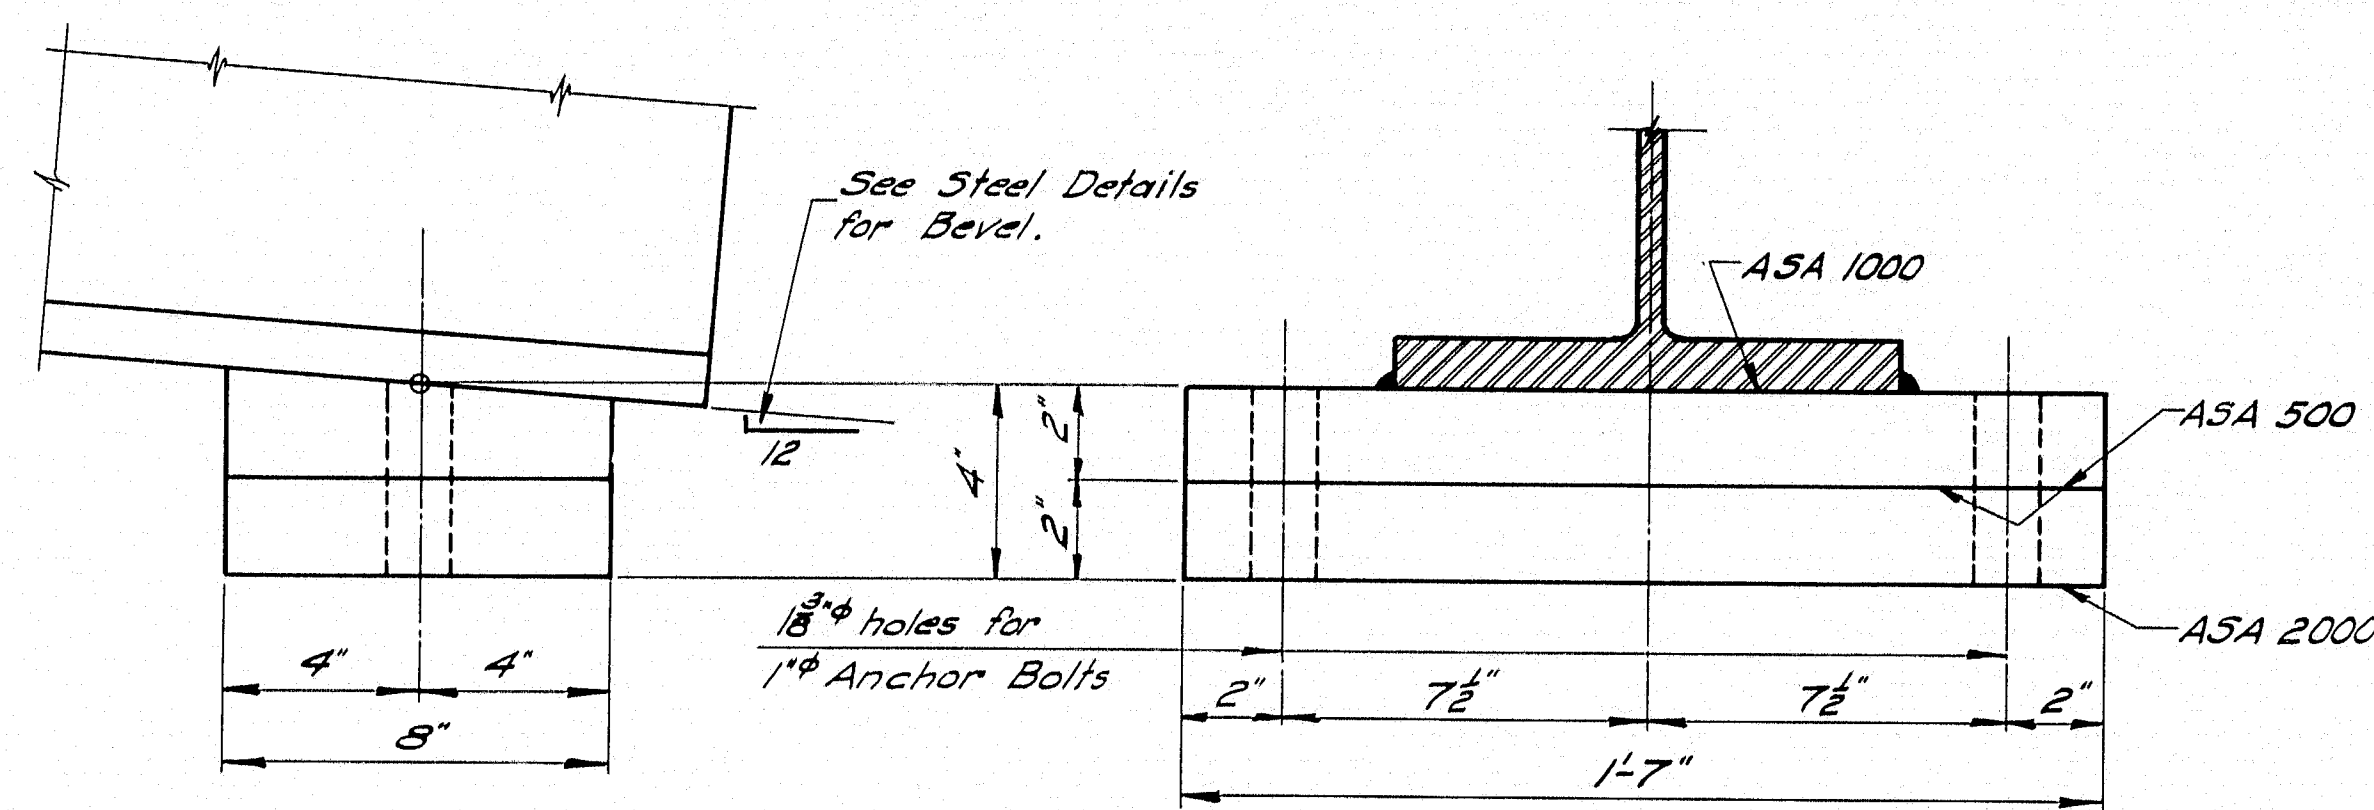 See Steel Details
for Bevel.
12
ASA 1000
ASA 500
ASA 2000
4"
2"
2"
1 3/8"φ holes for
1"φ Anchor Bolts
4"
4"
8"
2"
7 1/2"
7 1/2"
2"
1'-7"